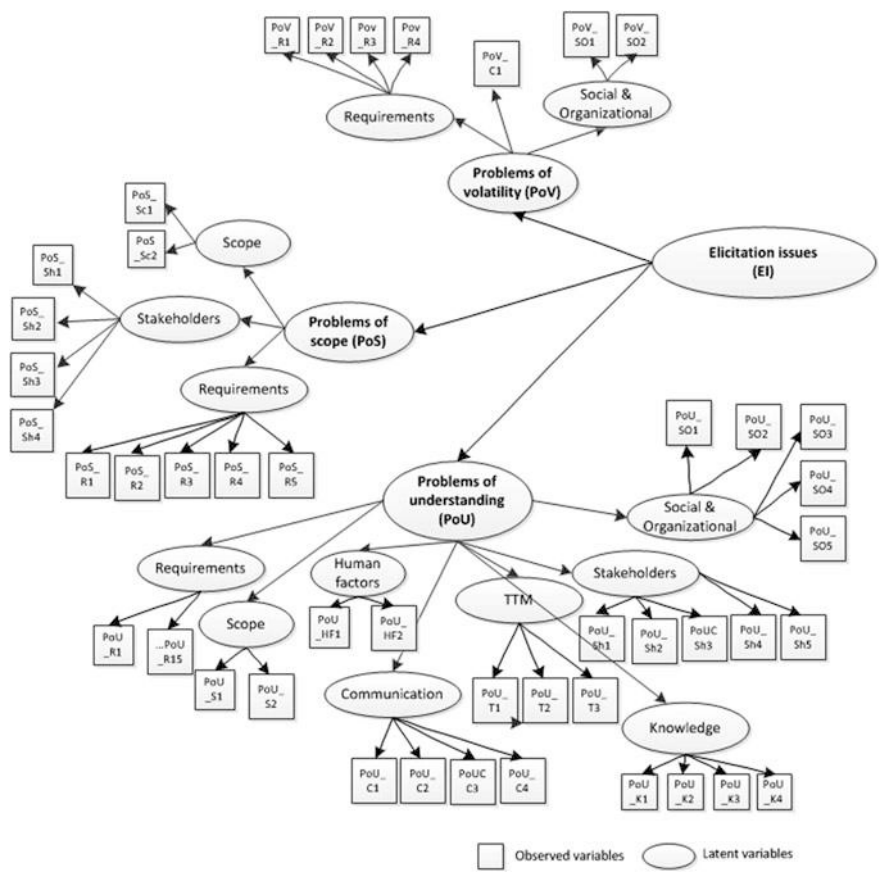 PoV
_R1
PoV
_R2
Pov
_R3
Pov
_R4
PoV_
SO1
PoV_
SO2
PoV_
C1
Requirements
Social &
Organizational
Problems of
volatility (PoV)
PoS_
Sc1
PoS
_Sc2
Scope
Elicitation issues
(EI)
PoS_
Sh1
PoS_
Sh2
PoS_
Sh3
PoS_
Sh4
Stakeholders
Problems of
scope (PoS)
Requirements
PoS_
R1
PoS_
R2
PoS_
R3
PoS_
R4
PoS_
R5
PoU_
SO1
PoU_
SO2
PoU_
SO3
PoU_
SO4
PoU_
SO5
Problems of
understanding
(PoU)
Social &
Organizational
Requirements
Human
factors
Stakeholders
TTM
Scope
PoU
_R1
...PoU
_R15
PoU
_HF1
PoU_
HF2
PoU
_Sh1
PoU_
Sh2
PoUC
Sh3
PoU_
Sh4
PoU_
Sh5
PoU
_S1
PoU_
S2
Communication
PoU_
T1
PoU_
T2
PoU_
T3
Knowledge
PoU_
C1
PoU_
C2
PoUC
C3
PoU_
C4
PoU
_K1
PoU
_K2
PoU
_K3
PoU
_K4
Observed variables
Latent variables